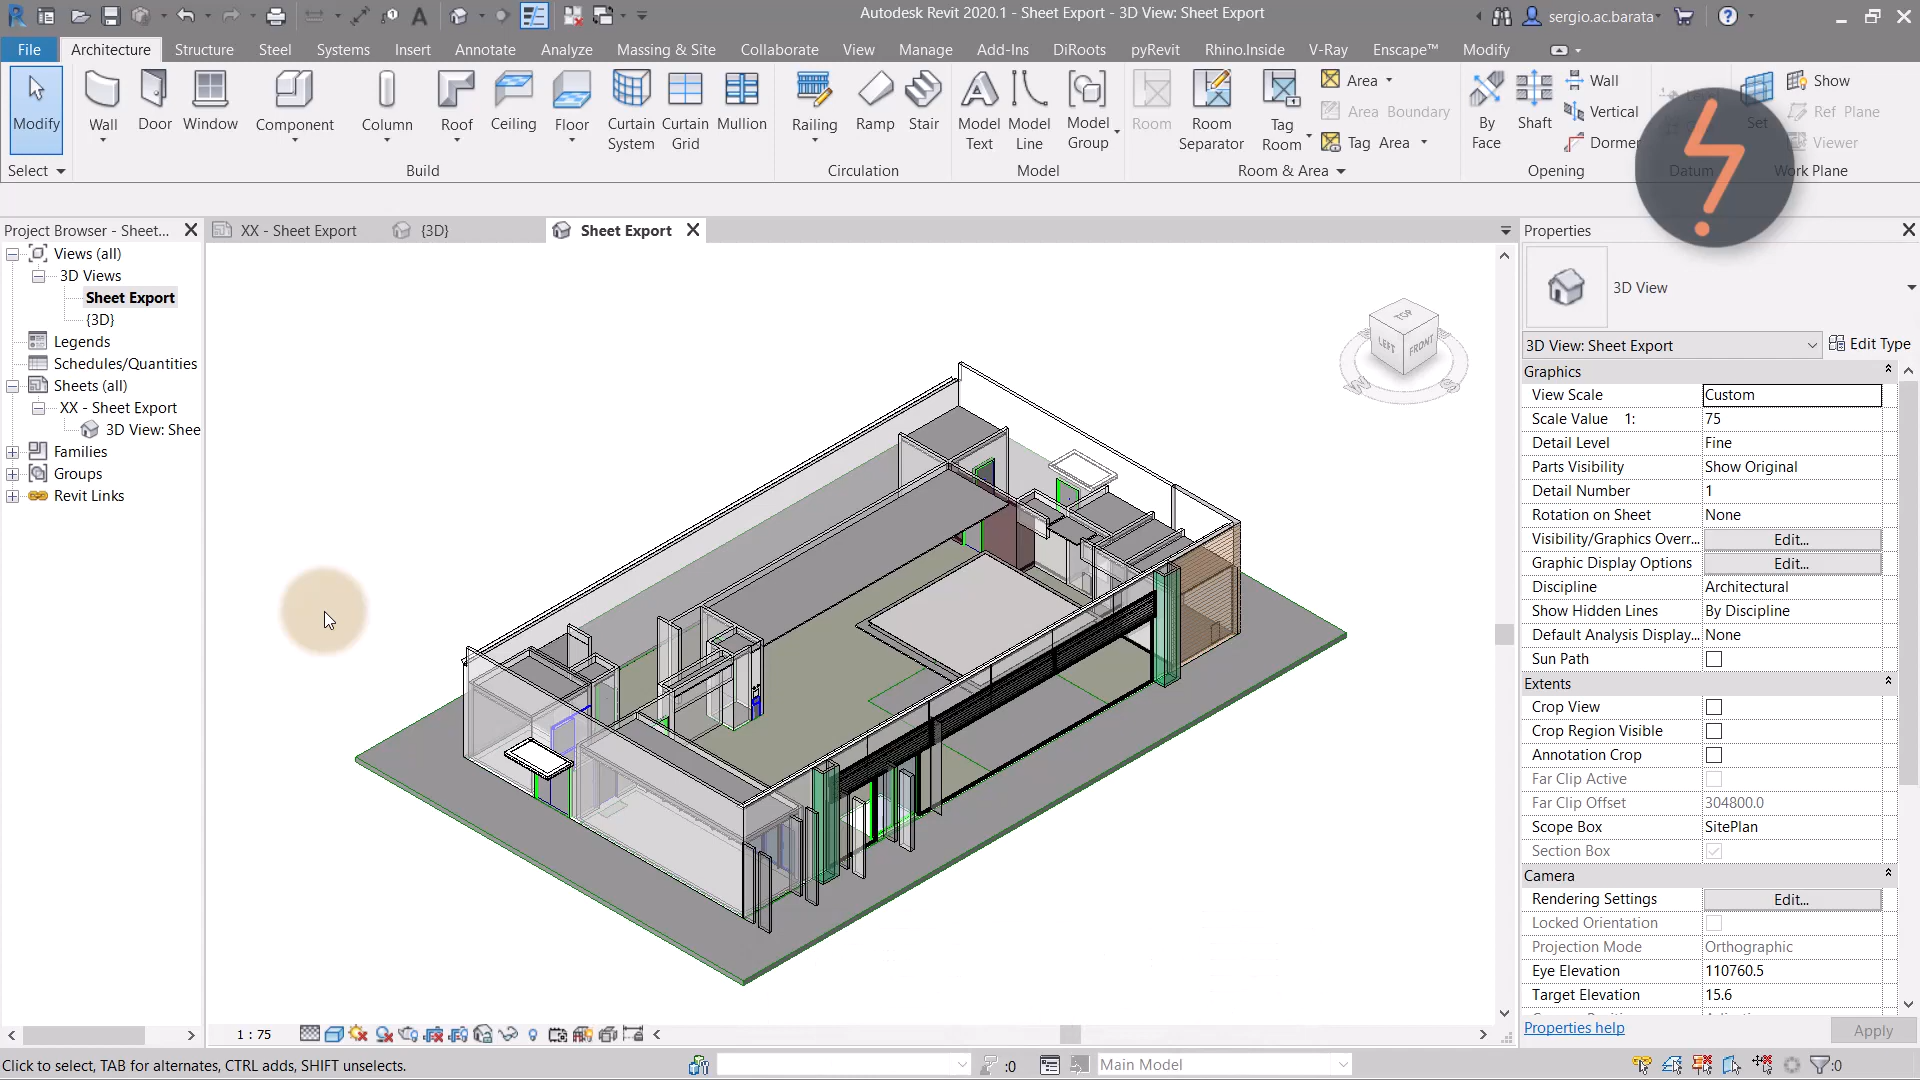 Autodesk Revit 2020.1 - Sheet Export - 3D View: Sheet Export
sergio.ac.barata
File Architecture Structure Steel Systems Insert Annotate Analyze Massing & Site Collaborate View Manage Add-Ins DiRoots pyRevit Rhino.Inside V-Ray Enscape™ Modify
Modify
Wall
Door
Window
Component
Column
Roof
Ceiling
Floor
Curtain System
Curtain Grid
Mullion
Railing
Ramp
Stair
Model Text
Model Line
Model Group
Room
Room Separator
Tag Room
Area
Area Boundary
Tag Area
By Face
Shaft
Wall
Vertical
Dormer
Set
Show
Ref Plane
Viewer
Select
Build
Circulation
Model
Room & Area
Opening
Datum
Work Plane
Project Browser - Sheet...
XX - Sheet Export
{3D}
Sheet Export
Properties
Views (all)
3D Views
Sheet Export
{3D}
Legends
Schedules/Quantities
Sheets (all)
XX - Sheet Export
3D View: Shee
Families
Groups
Revit Links
TOP
LEFT
FRONT
W
S
3D View
3D View: Sheet Export
Edit Type
Graphics
View Scale Custom
Scale Value 1: 75
Detail Level Fine
Parts Visibility Show Original
Detail Number 1
Rotation on Sheet None
Visibility/Graphics Overr... Edit...
Graphic Display Options Edit...
Discipline Architectural
Show Hidden Lines By Discipline
Default Analysis Display... None
Sun Path
Extents
Crop View
Crop Region Visible
Annotation Crop
Far Clip Active
Far Clip Offset 304800.0
Scope Box SitePlan
Section Box
Camera
Rendering Settings Edit...
Locked Orientation
Projection Mode Orthographic
Eye Elevation 110760.5
Target Elevation 15.6
Properties help
Apply
1 : 75
Click to select, TAB for alternates, CTRL adds, SHIFT unselects.
:0
Main Model
:0